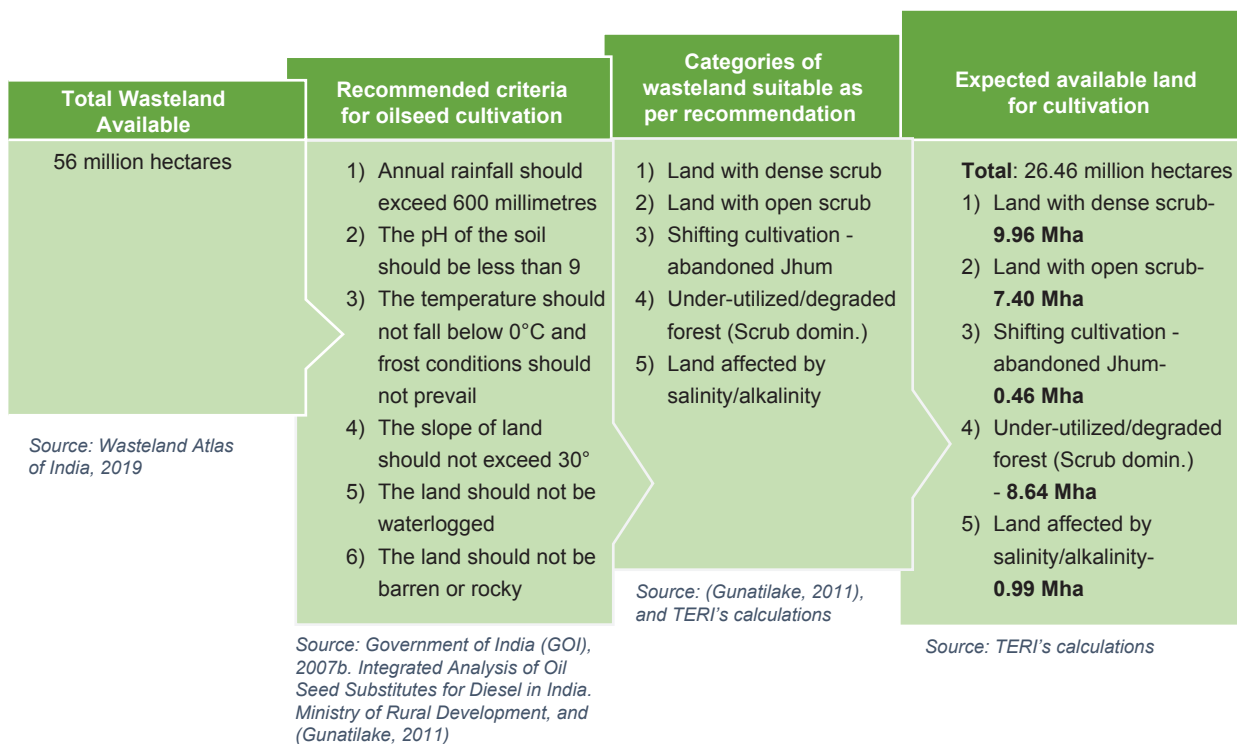 Total Wasteland
Available
56 million hectares
Source: Wasteland Atlas
of India, 2019
Recommended criteria
for oilseed cultivation
1) Annual rainfall should
exceed 600 millimetres
2) The pH of the soil
should be less than 9
3) The temperature should
not fall below 0°C and
frost conditions should
not prevail
4) The slope of land
should not exceed 30°
5) The land should not be
waterlogged
6) The land should not be
barren or rocky
Source: Government of India (GOI),
2007b. Integrated Analysis of Oil
Seed Substitutes for Diesel in India.
Ministry of Rural Development, and
(Gunatilake, 2011)
Categories of
wasteland suitable as
per recommendation
1) Land with dense scrub
2) Land with open scrub
3) Shifting cultivation -
abandoned Jhum
4) Under-utilized/degraded
forest (Scrub domin.)
5) Land affected by
salinity/alkalinity
Source: (Gunatilake, 2011),
and TERI's calculations
Expected available land
for cultivation
Total: 26.46 million hectares
1) Land with dense scrub-
9.96 Mha
2) Land with open scrub-
7.40 Mha
3) Shifting cultivation -
abandoned Jhum-
0.46 Mha
4) Under-utilized/degraded
forest (Scrub domin.)
- 8.64 Mha
5) Land affected by
salinity/alkalinity-
0.99 Mha
Source: TERI's calculations